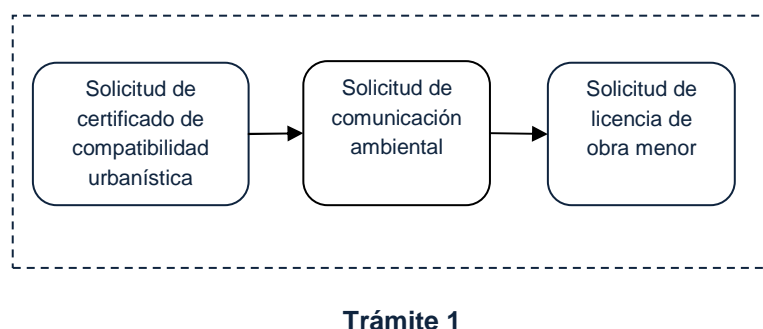 Solicitud de
certificado de
compatibilidad
urbanística
Solicitud de
comunicación
ambiental
Solicitud de
licencia de
obra menor
Trámite 1